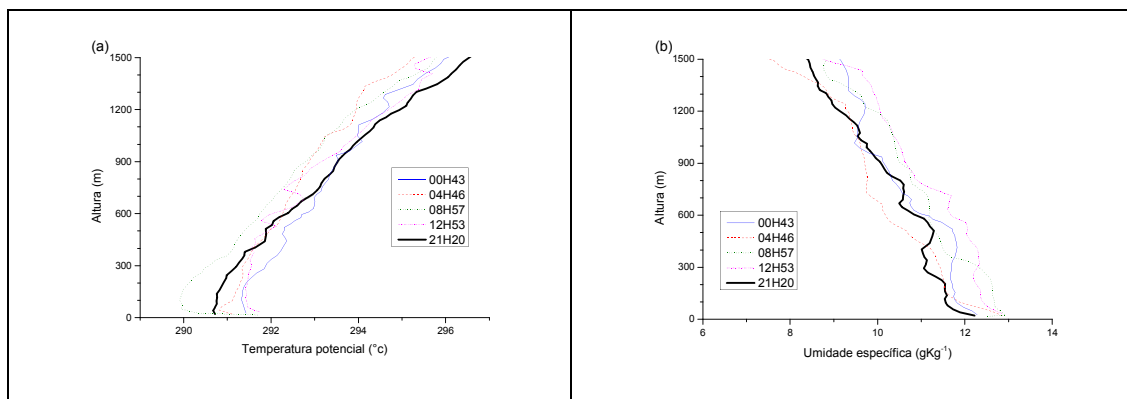 (a)
1500
1200
900
600
300
0
Altura (m)
00H43
04H46
08H57
12H53
21H20
290
292
294
296
Temperatura potencial (°c)
(b)
1500
1200
900
600
300
0
Altura (m)
00H43
04H46
08H57
12H53
21H20
6
8
10
12
14
Umidade específica (gKg⁻¹)